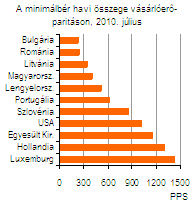 A minimálbér havi összege vásárlóerő-
paritáson, 2010. július
Bulgária
Románia
Litvánia
Magyarorsz.
Lengyelorsz.
Portugália
Szlovénia
USA
Egyesült Kir.
Hollandia
Luxemburg
0 300 600 900 1200 1500
PPS